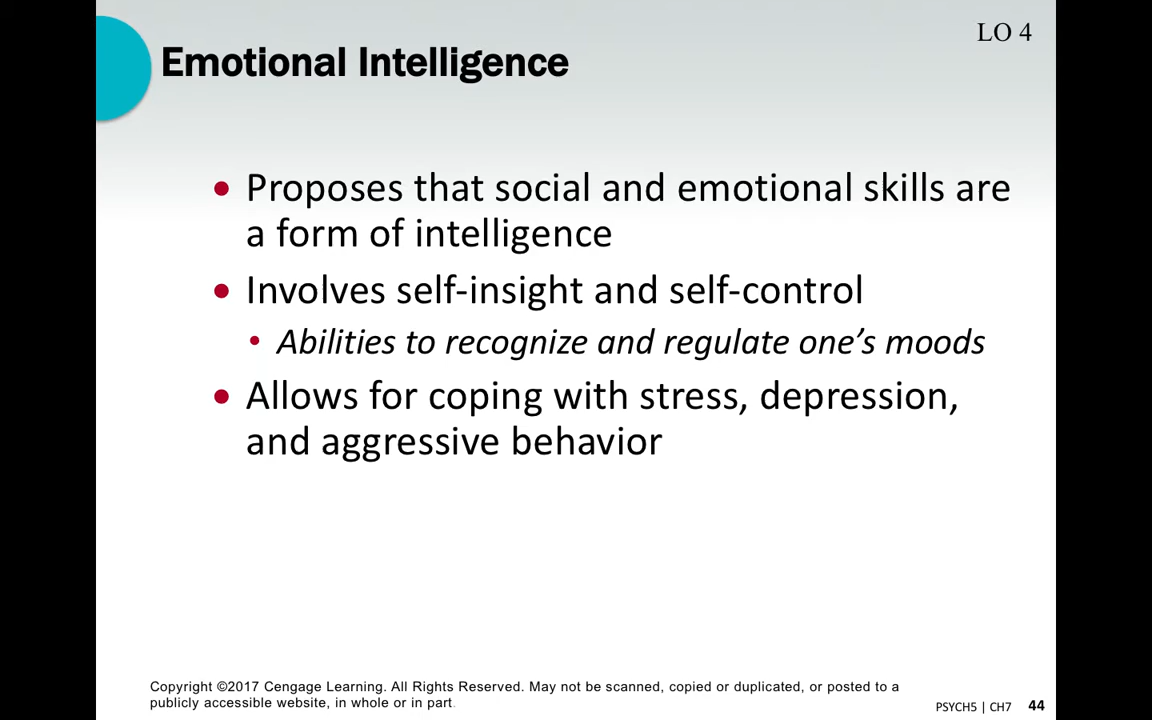 LO 4
Emotional Intelligence
• Proposes that social and emotional skills are
a form of intelligence
• Involves self-insight and self-control
• Abilities to recognize and regulate one’s moods
• Allows for coping with stress, depression,
and aggressive behavior
Copyright ©2017 Cengage Learning. All Rights Reserved. May not be scanned, copied or duplicated, or posted to a
publicly accessible website, in whole or in part.
PSYCH5 | CH7 44